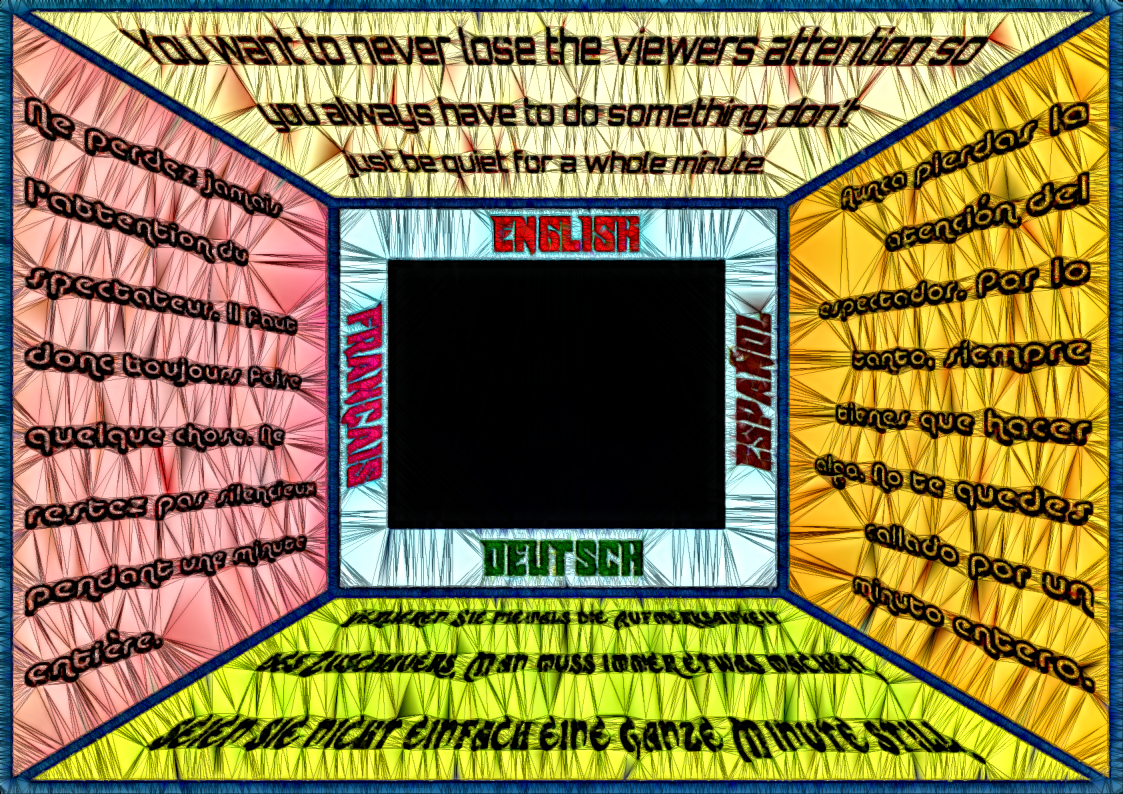 You want to never lose the viewers attention so
you always have to do something, don't
just be quiet for a whole minute
ENGLISH
Ne perdez jamais
l'attention du
spectateur. Il faut
donc toujours faire
quelque chose. Ne
restez pas silencieux
pendant une minute
entière.
FRANÇAIS
ESPAÑOL
Nunca pierdas la
atención del
espectador. Por lo
tanto, siempre
tienes que hacer
algo. No te quedes
callado por un
minuto entero.
DEUTSCH
Verlieren Sie niemals die Aufmerksamkeit
des Zuschauers. Man muss immer etwas machen
Seien Sie nicht einfach eine ganze Minute still